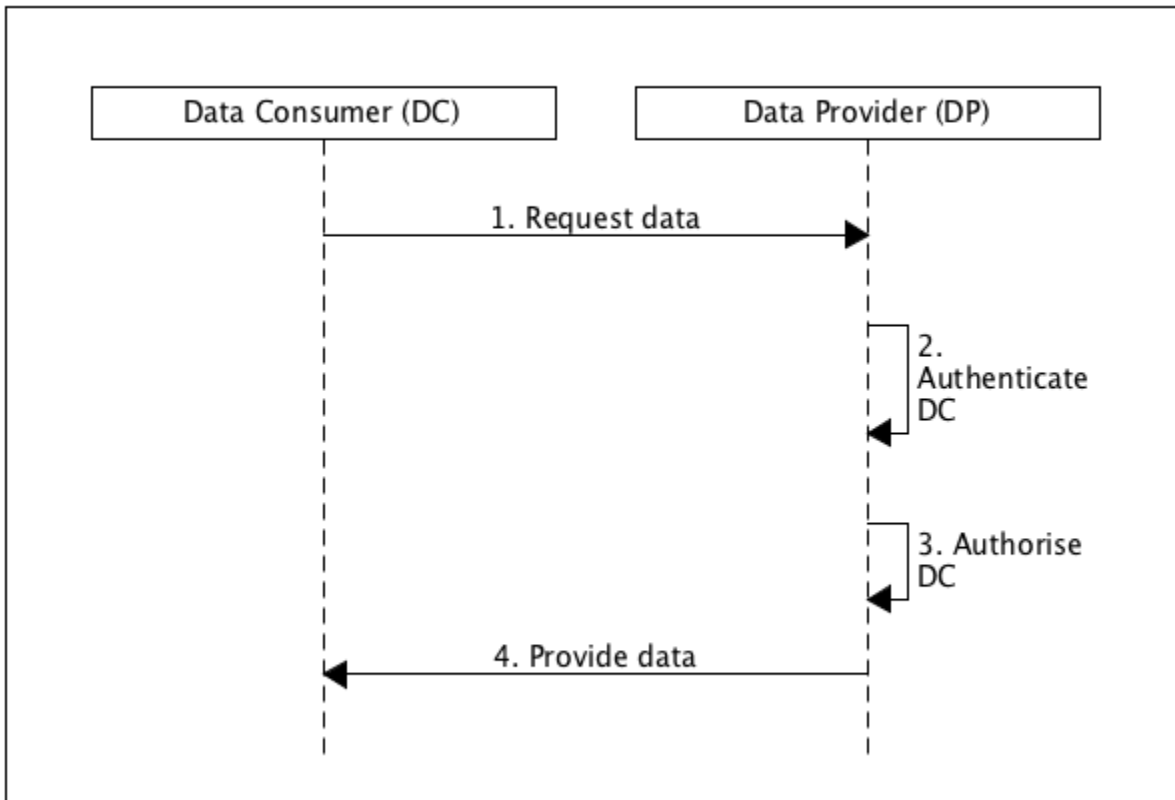 Data Consumer (DC)
Data Provider (DP)
1. Request data
2.
Authenticate
DC
3. Authorise
DC
4. Provide data